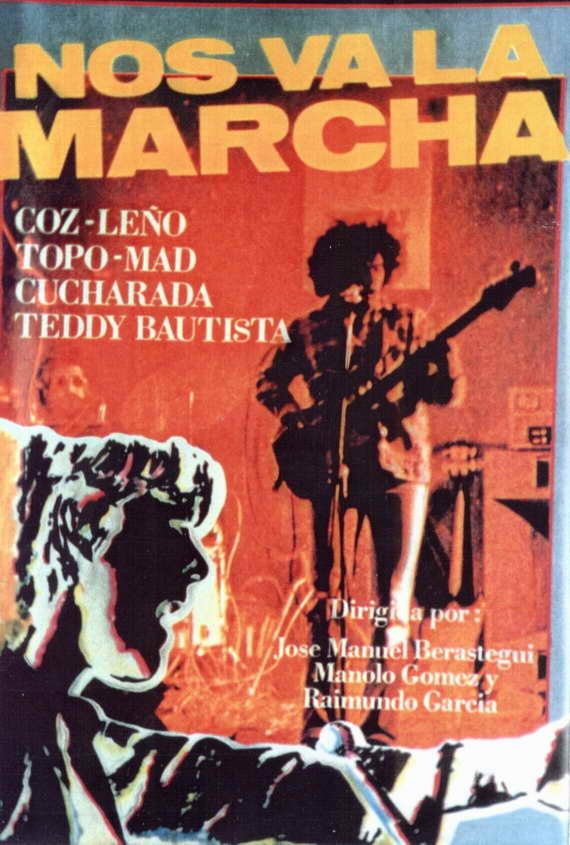 NOS VA LA
MARCHA
COZ-LEÑO
TOPO-MAD
CUCHARADA
TEDDY BAUTISTA
Dirigida por:
Jose Manuel Berastegui
Manolo Gomez y
Raimundo Garcia